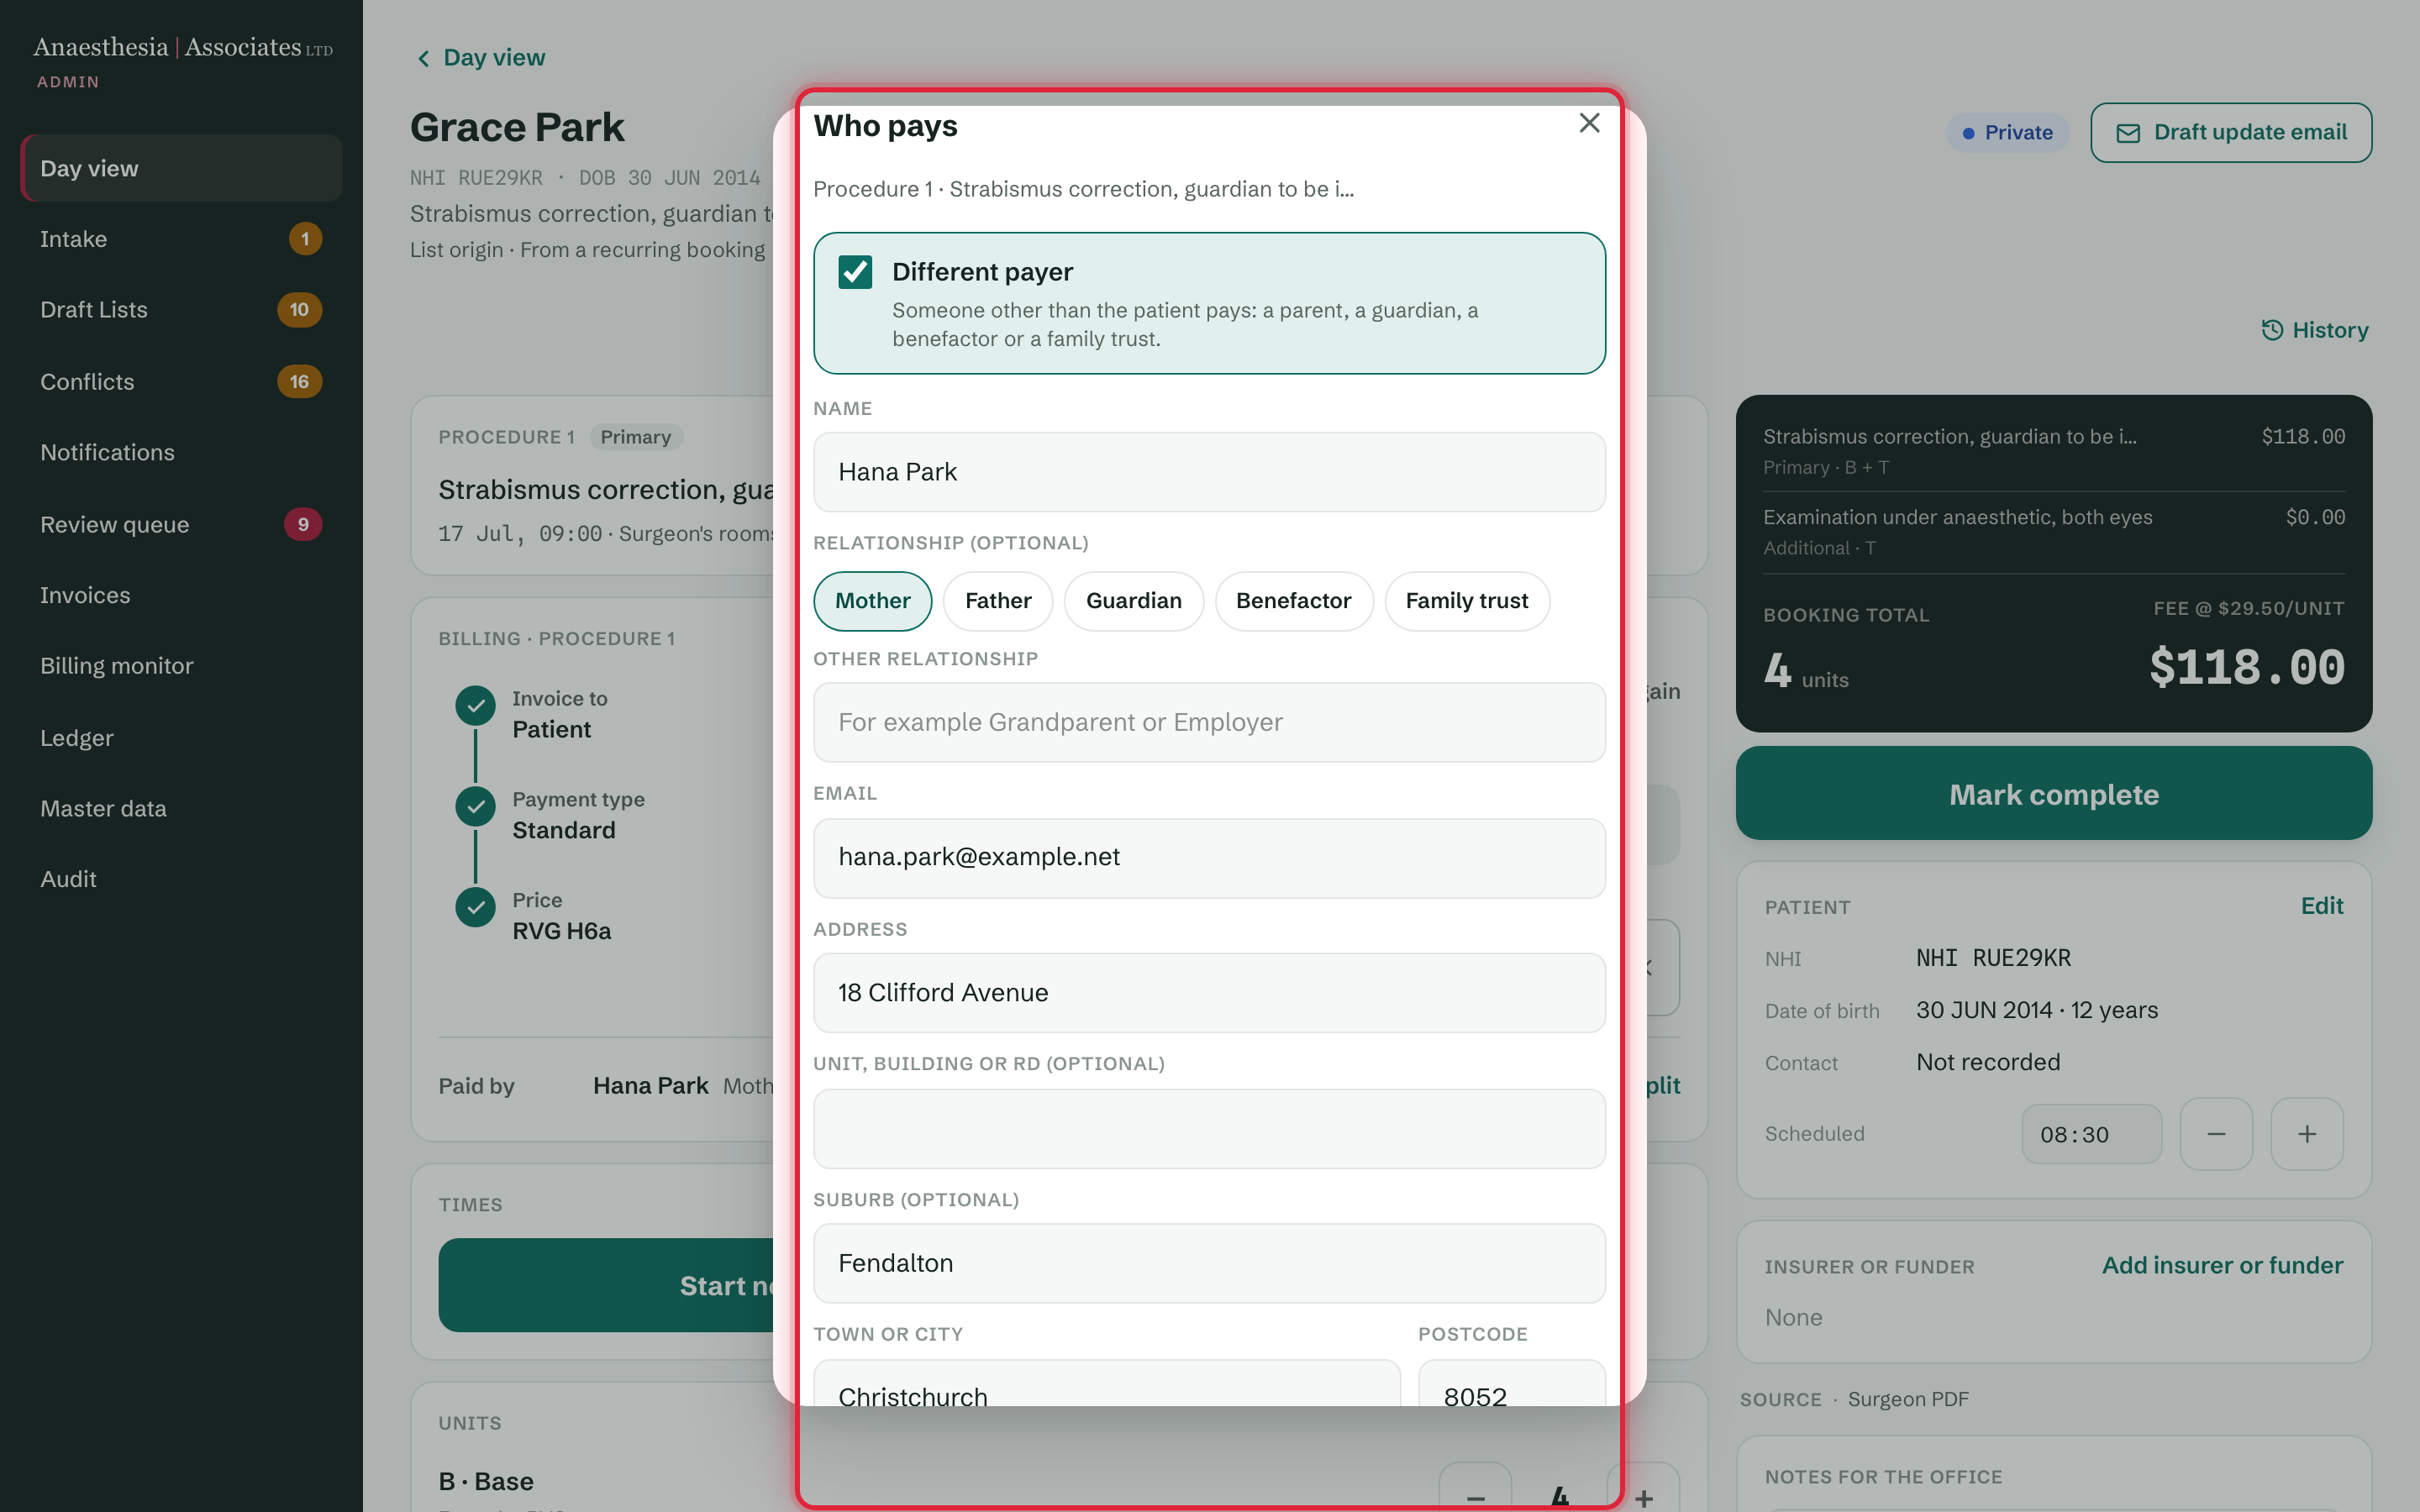 Anaesthesia | Associates LTD
ADMIN
Day view
Intake 1
Draft Lists 10
Conflicts 16
Notifications
Review queue 9
Invoices
Billing monitor
Ledger
Master data
Audit
Day view
Grace Park
NHI RUE29KR · DOB 30 JUN 2014
Strabismus correction, guardian
List origin · From a recurring booking
Private
Draft update email
History
PROCEDURE 1 Primary
Strabismus correction,
17 Jul, 09:00 · Surgeon's rooms
BILLING · PROCEDURE 1
Invoice to
Patient
Payment type
Standard
Price
RVG H6a
Paid by Hana Park
TIMES
Start
UNITS
B · Base
4
Who pays
Procedure 1 · Strabismus correction, guardian to be i...
Different payer
Someone other than the patient pays: a parent, a guardian, a
benefactor or a family trust.
NAME
Hana Park
RELATIONSHIP (OPTIONAL)
Mother Father Guardian Benefactor Family trust
OTHER RELATIONSHIP
For example Grandparent or Employer
EMAIL
hana.park@example.net
ADDRESS
18 Clifford Avenue
UNIT, BUILDING OR RD (OPTIONAL)
SUBURB (OPTIONAL)
Fendalton
TOWN OR CITY POSTCODE
Christchurch 8052
Strabismus correction, guardian to be i... $118.00
Primary · B + T
Examination under anaesthetic, both eyes $0.00
Additional · T
BOOKING TOTAL FEE @ $29.50/UNIT
4 units $118.00
Mark complete
PATIENT Edit
NHI NHI RUE29KR
Date of birth 30 JUN 2014 · 12 years
Contact Not recorded
Scheduled 08:30
INSURER OR FUNDER Add insurer or funder
None
SOURCE · Surgeon PDF
NOTES FOR THE OFFICE